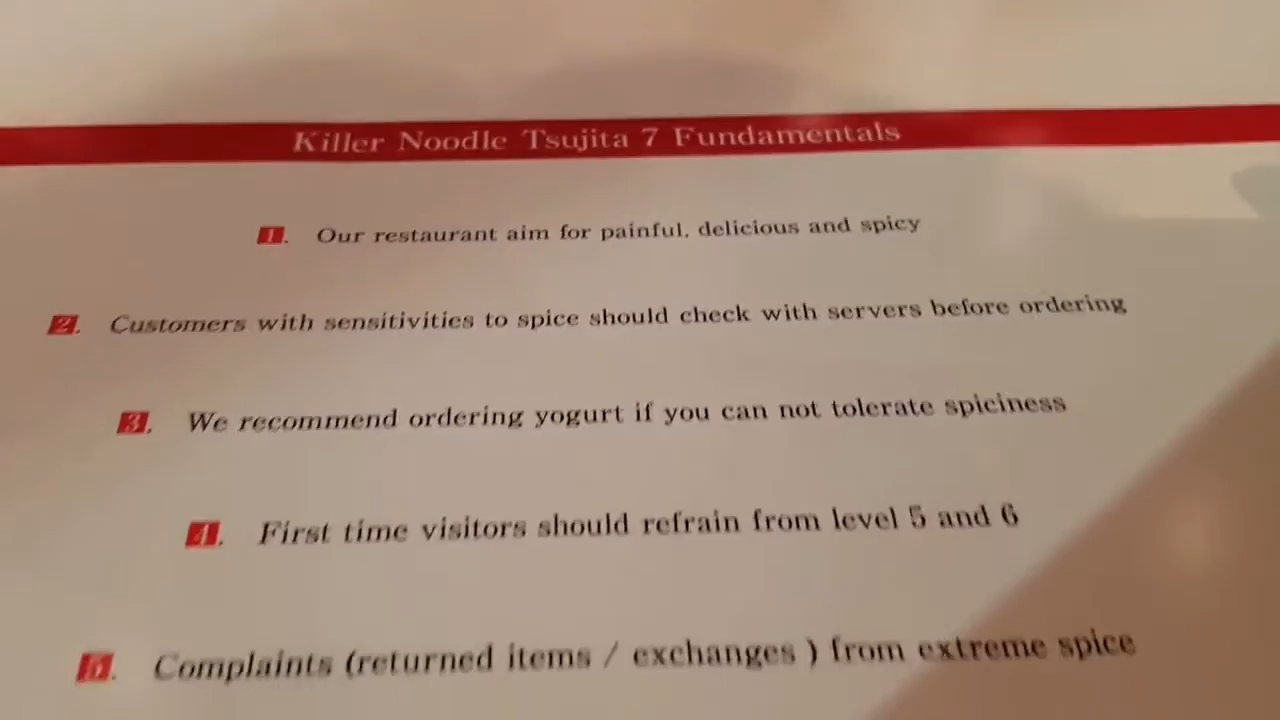 Killer Noodle Tsujita 7 Fundamentals
1. Our restaurant aim for painful, delicious and spicy
2. Customers with sensitivities to spice should check with servers before ordering
3. We recommend ordering yogurt if you can not tolerate spiciness
4. First time visitors should refrain from level 5 and 6
5. Complaints (returned items / exchanges ) from extreme spice